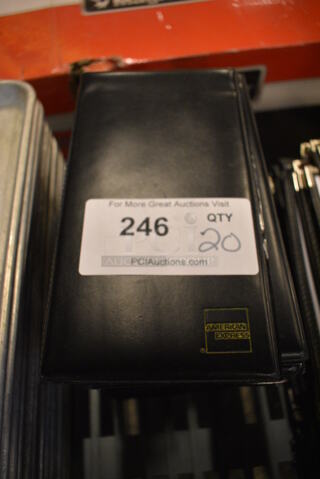 For More Great Auctions Visit
246 QTY
20
PCIAuctions.com
AMERICAN
EXPRESS
®